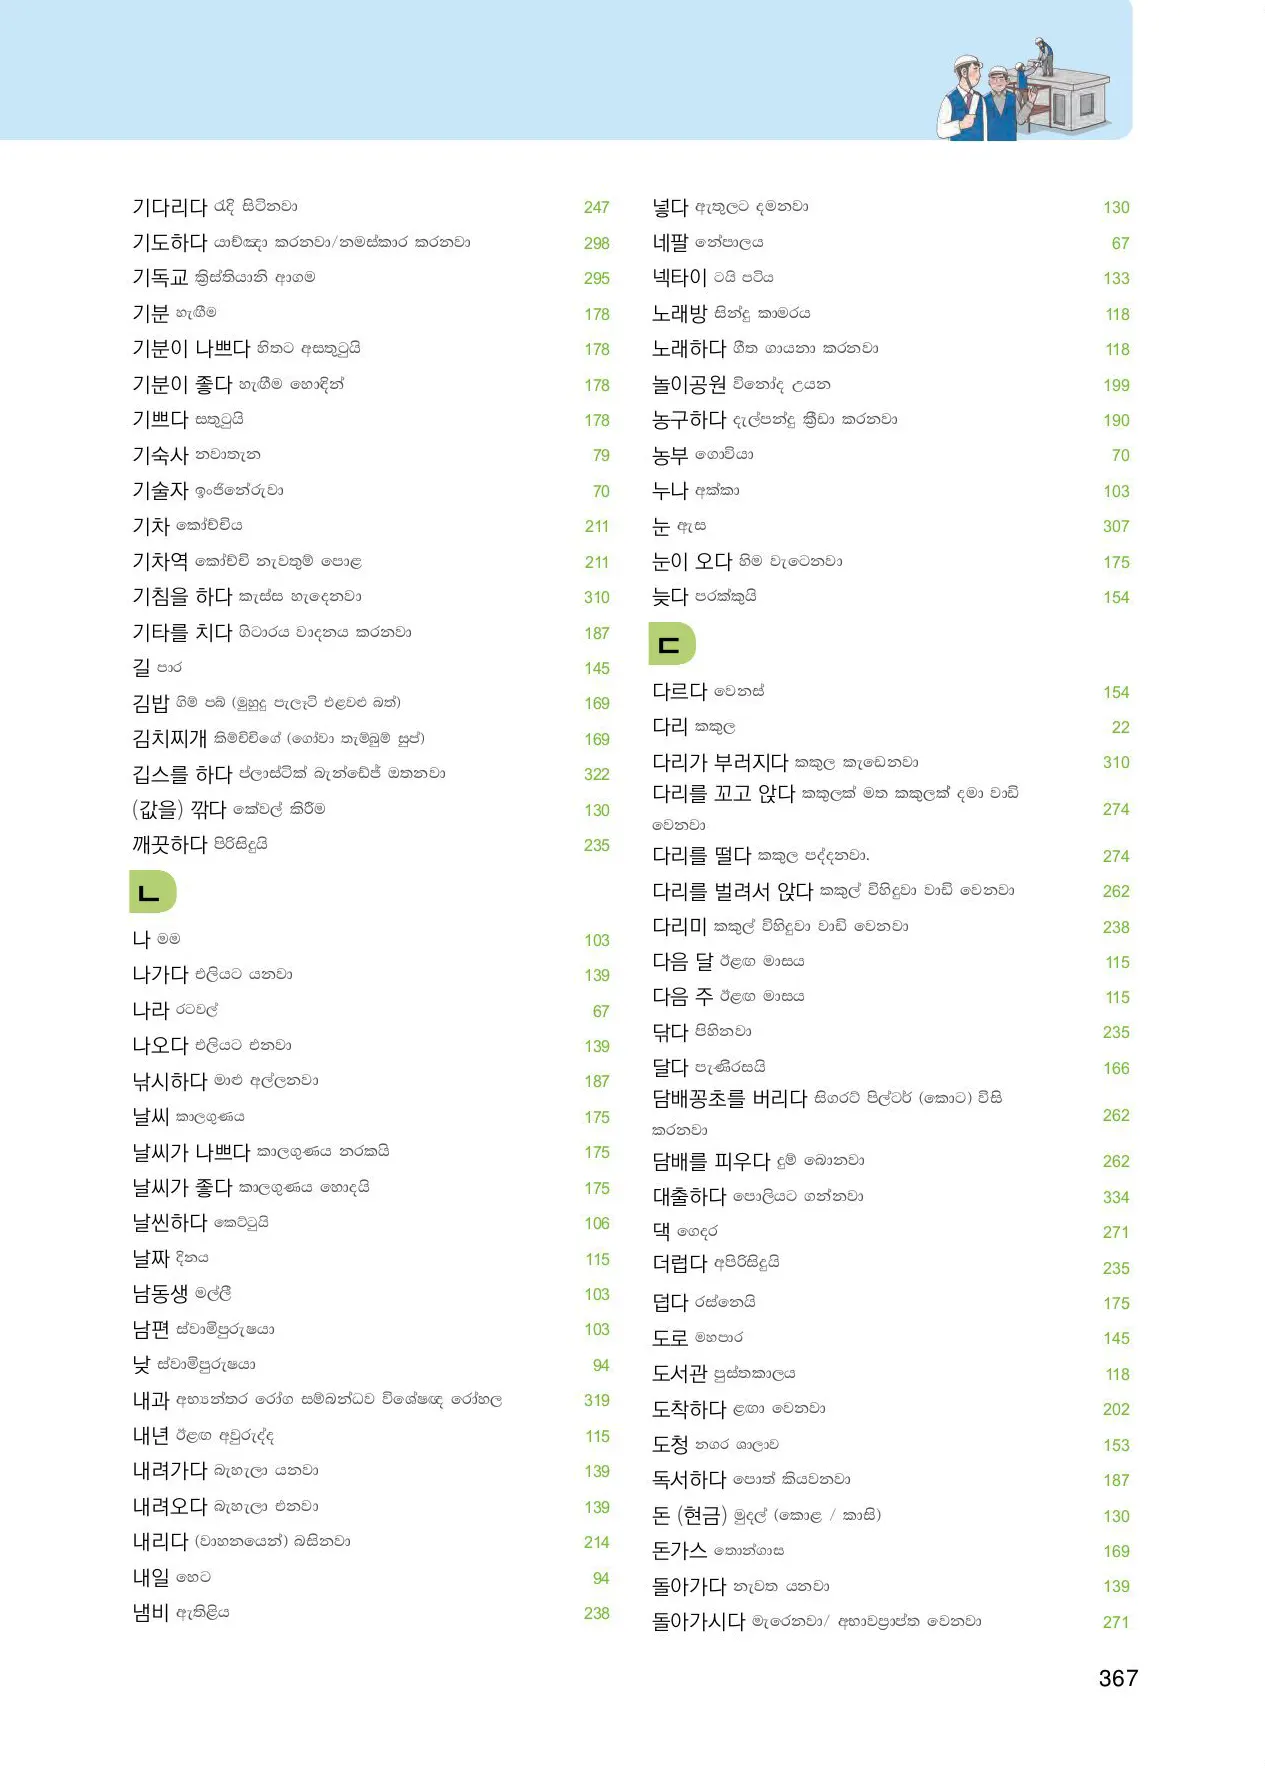 기다리다 රැදි සිටිනවා 247
기도하다 යාච්ඤා කරනවා/නමස්කාර කරනවා 298
기독교 ක්‍රිස්තියානි ආගම 295
기분 හැඟීම 178
기분이 나쁘다 හිතට අසතුටුයි 178
기분이 좋다 හැඟීම හොඳින් 178
기쁘다 සතුටුයි 178
기숙사 නවාතැන 79
기술자 ඉංජිනේරුවා 70
기차 කෝච්චිය 211
기차역 කෝච්චි නැවතුම් පොළ 211
기침을 하다 කැස්ස හැදෙනවා 310
기타를 치다 ගිටාරය වාදනය කරනවා 187
길 පාර 145
김밥 ගිම් පබ් (මුහුදු පැලෑටි එළවළු බත්) 169
김치찌개 කිම්චිචිගේ (ගෝවා තැම්බුම් සුප්) 169
깁스를 하다 ප්ලාස්ටික් බැන්ඩේජ් ඔතනවා 322
(값을) 깎다 කේවල් කිරීම 130
깨끗하다 පිරිසිදුයි 235
ㄴ
나 මම 103
나가다 එලියට යනවා 139
나라 රටවල් 67
나오다 එලියට එනවා 139
낚시하다 මාළු අල්ලනවා 187
날씨 කාලගුණය 175
날씨가 나쁘다 කාලගුණය නරකයි 175
날씨가 좋다 කාලගුණය හොදයි 175
날씬하다 කෙට්ටුයි 106
날짜 දිනය 115
남동생 මල්ලී 103
남편 ස්වාමිපුරුෂයා 103
낮 ස්වාමිපුරුෂයා 94
내과 අභ්‍යන්තර රෝග සම්බන්ධව විශේෂඥ රෝහල 319
내년 ඊළඟ අවුරුද්ද 115
내려가다 බැහැලා යනවා 139
내려오다 බැහැලා එනවා 139
내리다 (වාහනයෙන්) බසිනවා 214
내일 හෙට 94
냄비 ඇතිළිය 238
넣다 ඇතුලට දමනවා 130
네팔 නේපාලය 67
넥타이 ටයි පටිය 133
노래방 සින්දු කාමරය 118
노래하다 ගීත ගායනා කරනවා 118
놀이공원 විනෝද උයන 199
농구하다 දැල්පන්දු ක්‍රීඩා කරනවා 190
농부 ගොවියා 70
누나 අක්කා 103
눈 ඇස 307
눈이 오다 හිම වැටෙනවා 175
늦다 පරක්කුයි 154
ㄷ
다르다 වෙනස් 154
다리 කකුල 22
다리가 부러지다 කකුල කැඩෙනවා 310
다리를 꼬고 앉다 කකුලක් මත කකුලක් දමා වාඩි
වෙනවා 274
다리를 떨다 කකුල පද්දනවා. 274
다리를 벌려서 앉다 කකුල් විහිදුවා වාඩි වෙනවා 262
다리미 කකුල් විහිදුවා වාඩි වෙනවා 238
다음 달 ඊළඟ මාසය 115
다음 주 ඊළඟ මාසය 115
닦다 පිහිනවා 235
달다 පැණිරසයි 166
담배꽁초를 버리다 සිගරට් පිල්ටර් (කොට) විසි
කරනවා 262
담배를 피우다 දුම් බොනවා 262
대출하다 පොලියට ගන්නවා 334
댁 ගෙදර 271
더럽다 අපිරිසිදුයි 235
덥다 රස්නෙයි 175
도로 මහපාර 145
도서관 පුස්තකාලය 118
도착하다 ළඟා වෙනවා 202
도청 නගර ශාලාව 153
독서하다 පොත් කියවනවා 187
돈 (현금) මුදල් (කොළ / කාසි) 130
돈가스 තොන්ගාස 169
돌아가다 නැවත යනවා 139
돌아가시다 මැරෙනවා/ අභාවප්‍රාප්ත වෙනවා 271
367